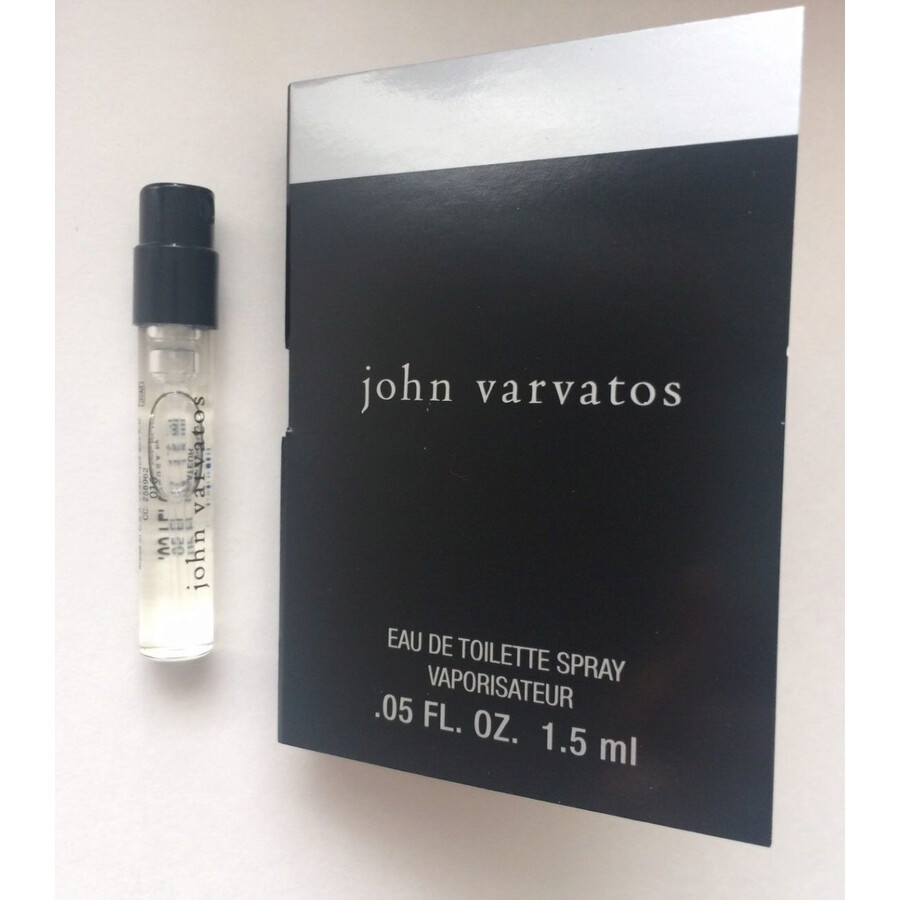 john varvatos
EAU DE TOILETTE SPRAY
VAPORISATEUR
.05 FL. OZ. 1.5 ml
john varvatos